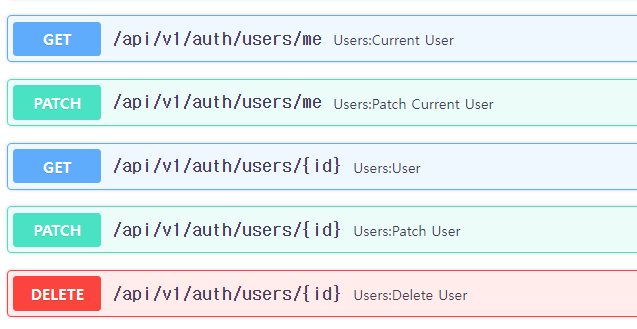 GET /api/v1/auth/users/me Users:Current User
PATCH /api/v1/auth/users/me Users:Patch Current User
GET /api/v1/auth/users/{id} Users:User
PATCH /api/v1/auth/users/{id} Users:Patch User
DELETE /api/v1/auth/users/{id} Users:Delete User